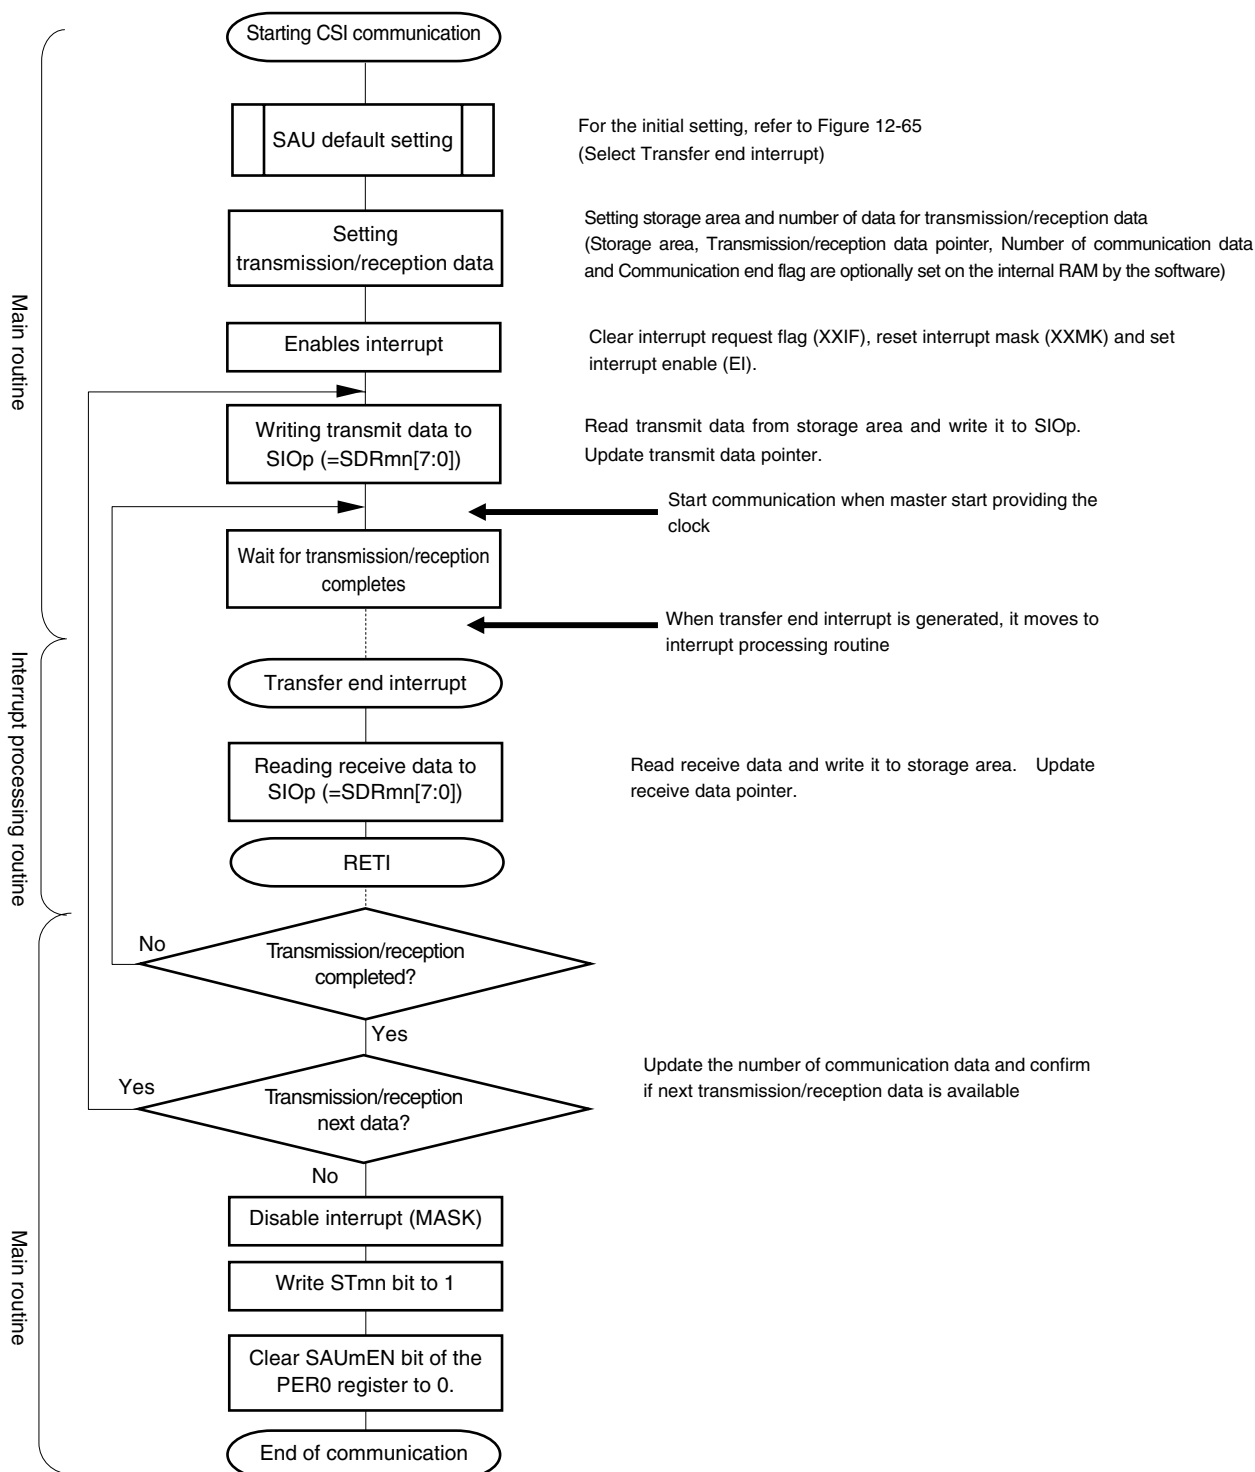 Starting CSI communication
SAU default setting
For the initial setting, refer to Figure 12-65
(Select Transfer end interrupt)
Setting
transmission/reception data
Setting storage area and number of data for transmission/reception data
(Storage area, Transmission/reception data pointer, Number of communication data
and Communication end flag are optionally set on the internal RAM by the software)
Main routine
Enables interrupt
Clear interrupt request flag (XXIF), reset interrupt mask (XXMK) and set
interrupt enable (EI).
Writing transmit data to
SIOp (=SDRmn[7:0])
Read transmit data from storage area and write it to SIOp.
Update transmit data pointer.
Start communication when master start providing the
clock
Wait for transmission/reception
completes
When transfer end interrupt is generated, it moves to
interrupt processing routine
Interrupt processing routine
Transfer end interrupt
Reading receive data to
SIOp (=SDRmn[7:0])
Read receive data and write it to storage area. Update
receive data pointer.
RETI
No
Transmission/reception
completed?
Yes
Yes
Transmission/reception
next data?
Update the number of communication data and confirm
if next transmission/reception data is available
No
Main routine
Disable interrupt (MASK)
Write STmn bit to 1
Clear SAUmEN bit of the
PER0 register to 0.
End of communication